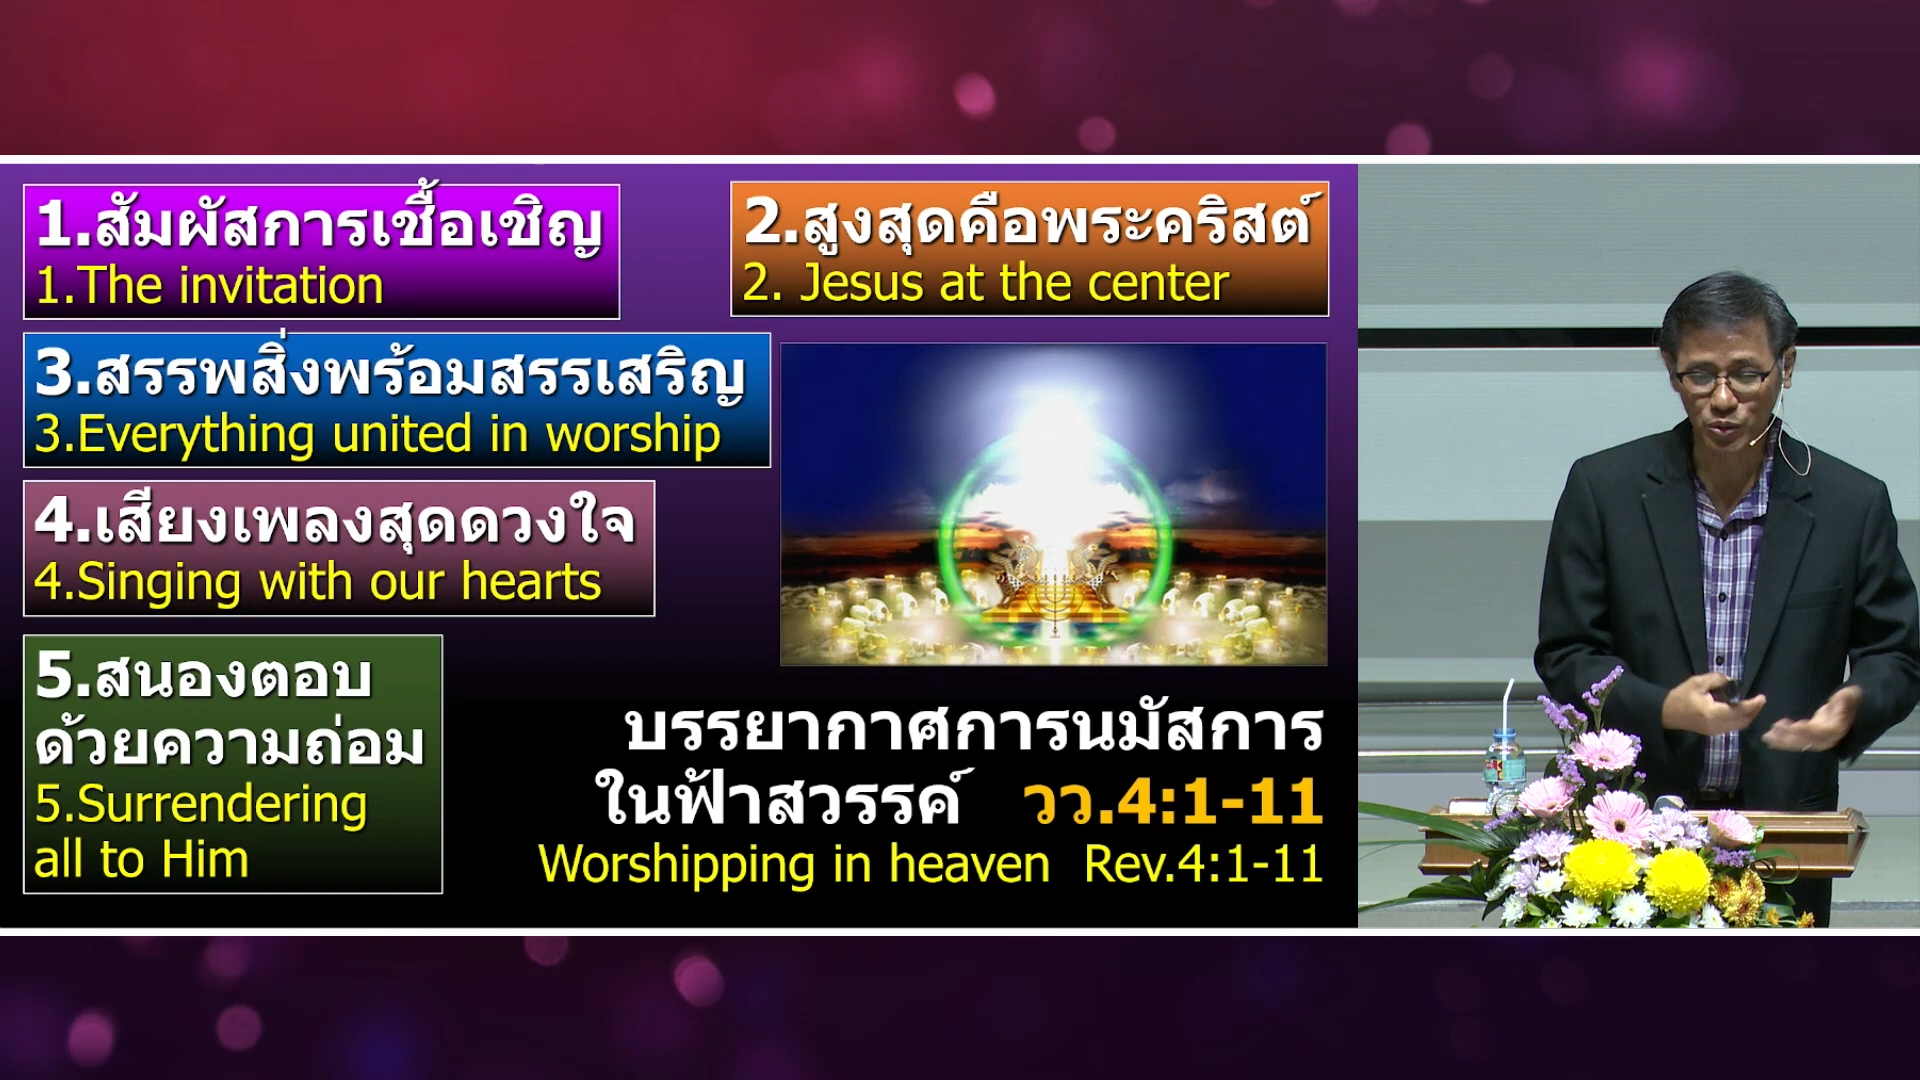 1.สัมผัสการเชื้อเชิญ
1.The invitation
2.สูงสุดคือพระคริสต์
2. Jesus at the center
3.สรรพสิ่งพร้อมสรรเสริญ
3.Everything united in worship
4.เสียงเพลงสุดดวงใจ
4.Singing with our hearts
5.สนองตอบ
ด้วยความถ่อม
5.Surrendering
all to Him
บรรยากาศการนมัสการ
ในฟ้าสวรรค์ วว.4:1-11
Worshipping in heaven Rev.4:1-11